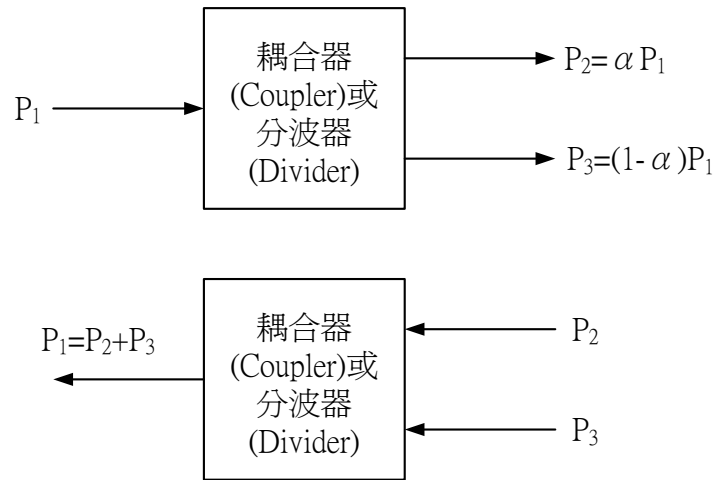 P₁
耦合器
(Coupler)或
分波器
(Divider)
P₂=αP₁
P₃=(1-α)P₁
P₁=P₂+P₃
耦合器
(Coupler)或
分波器
(Divider)
P₂
P₃